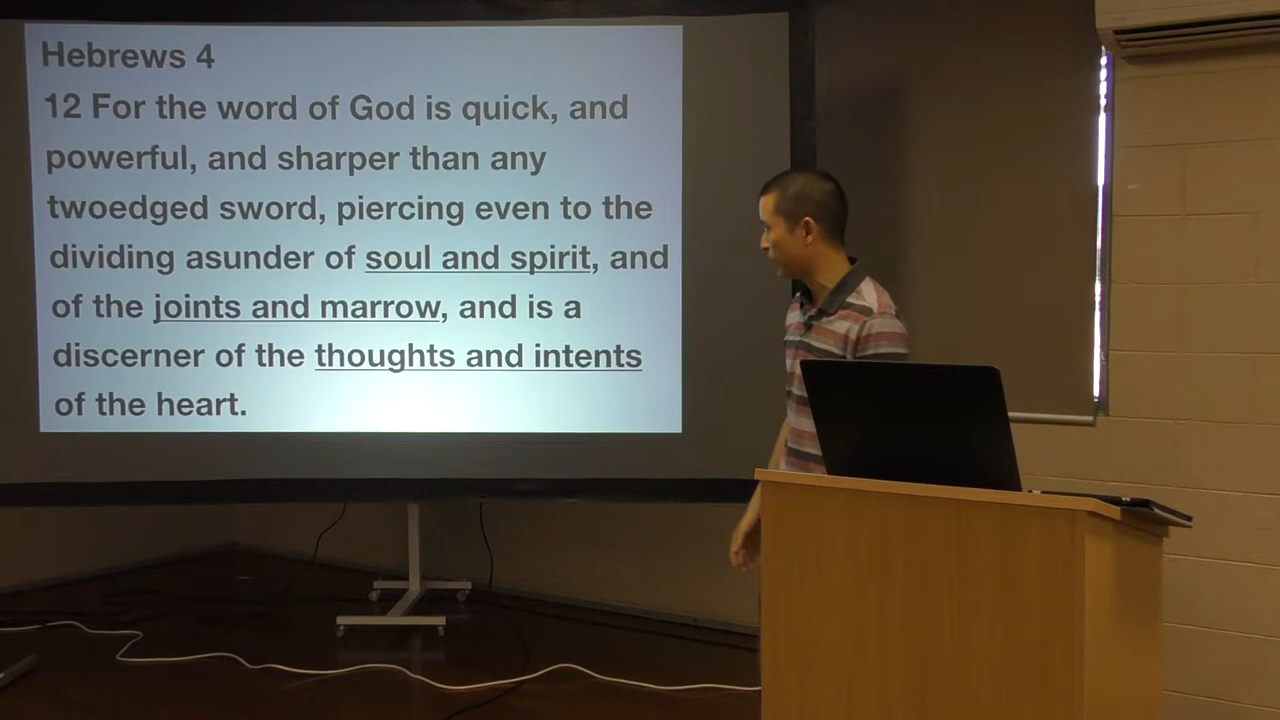 Hebrews 4
12 For the word of God is quick, and
powerful, and sharper than any
twoedged sword, piercing even to the
dividing asunder of soul and spirit, and
of the joints and marrow, and is a
discerner of the thoughts and intents
of the heart.